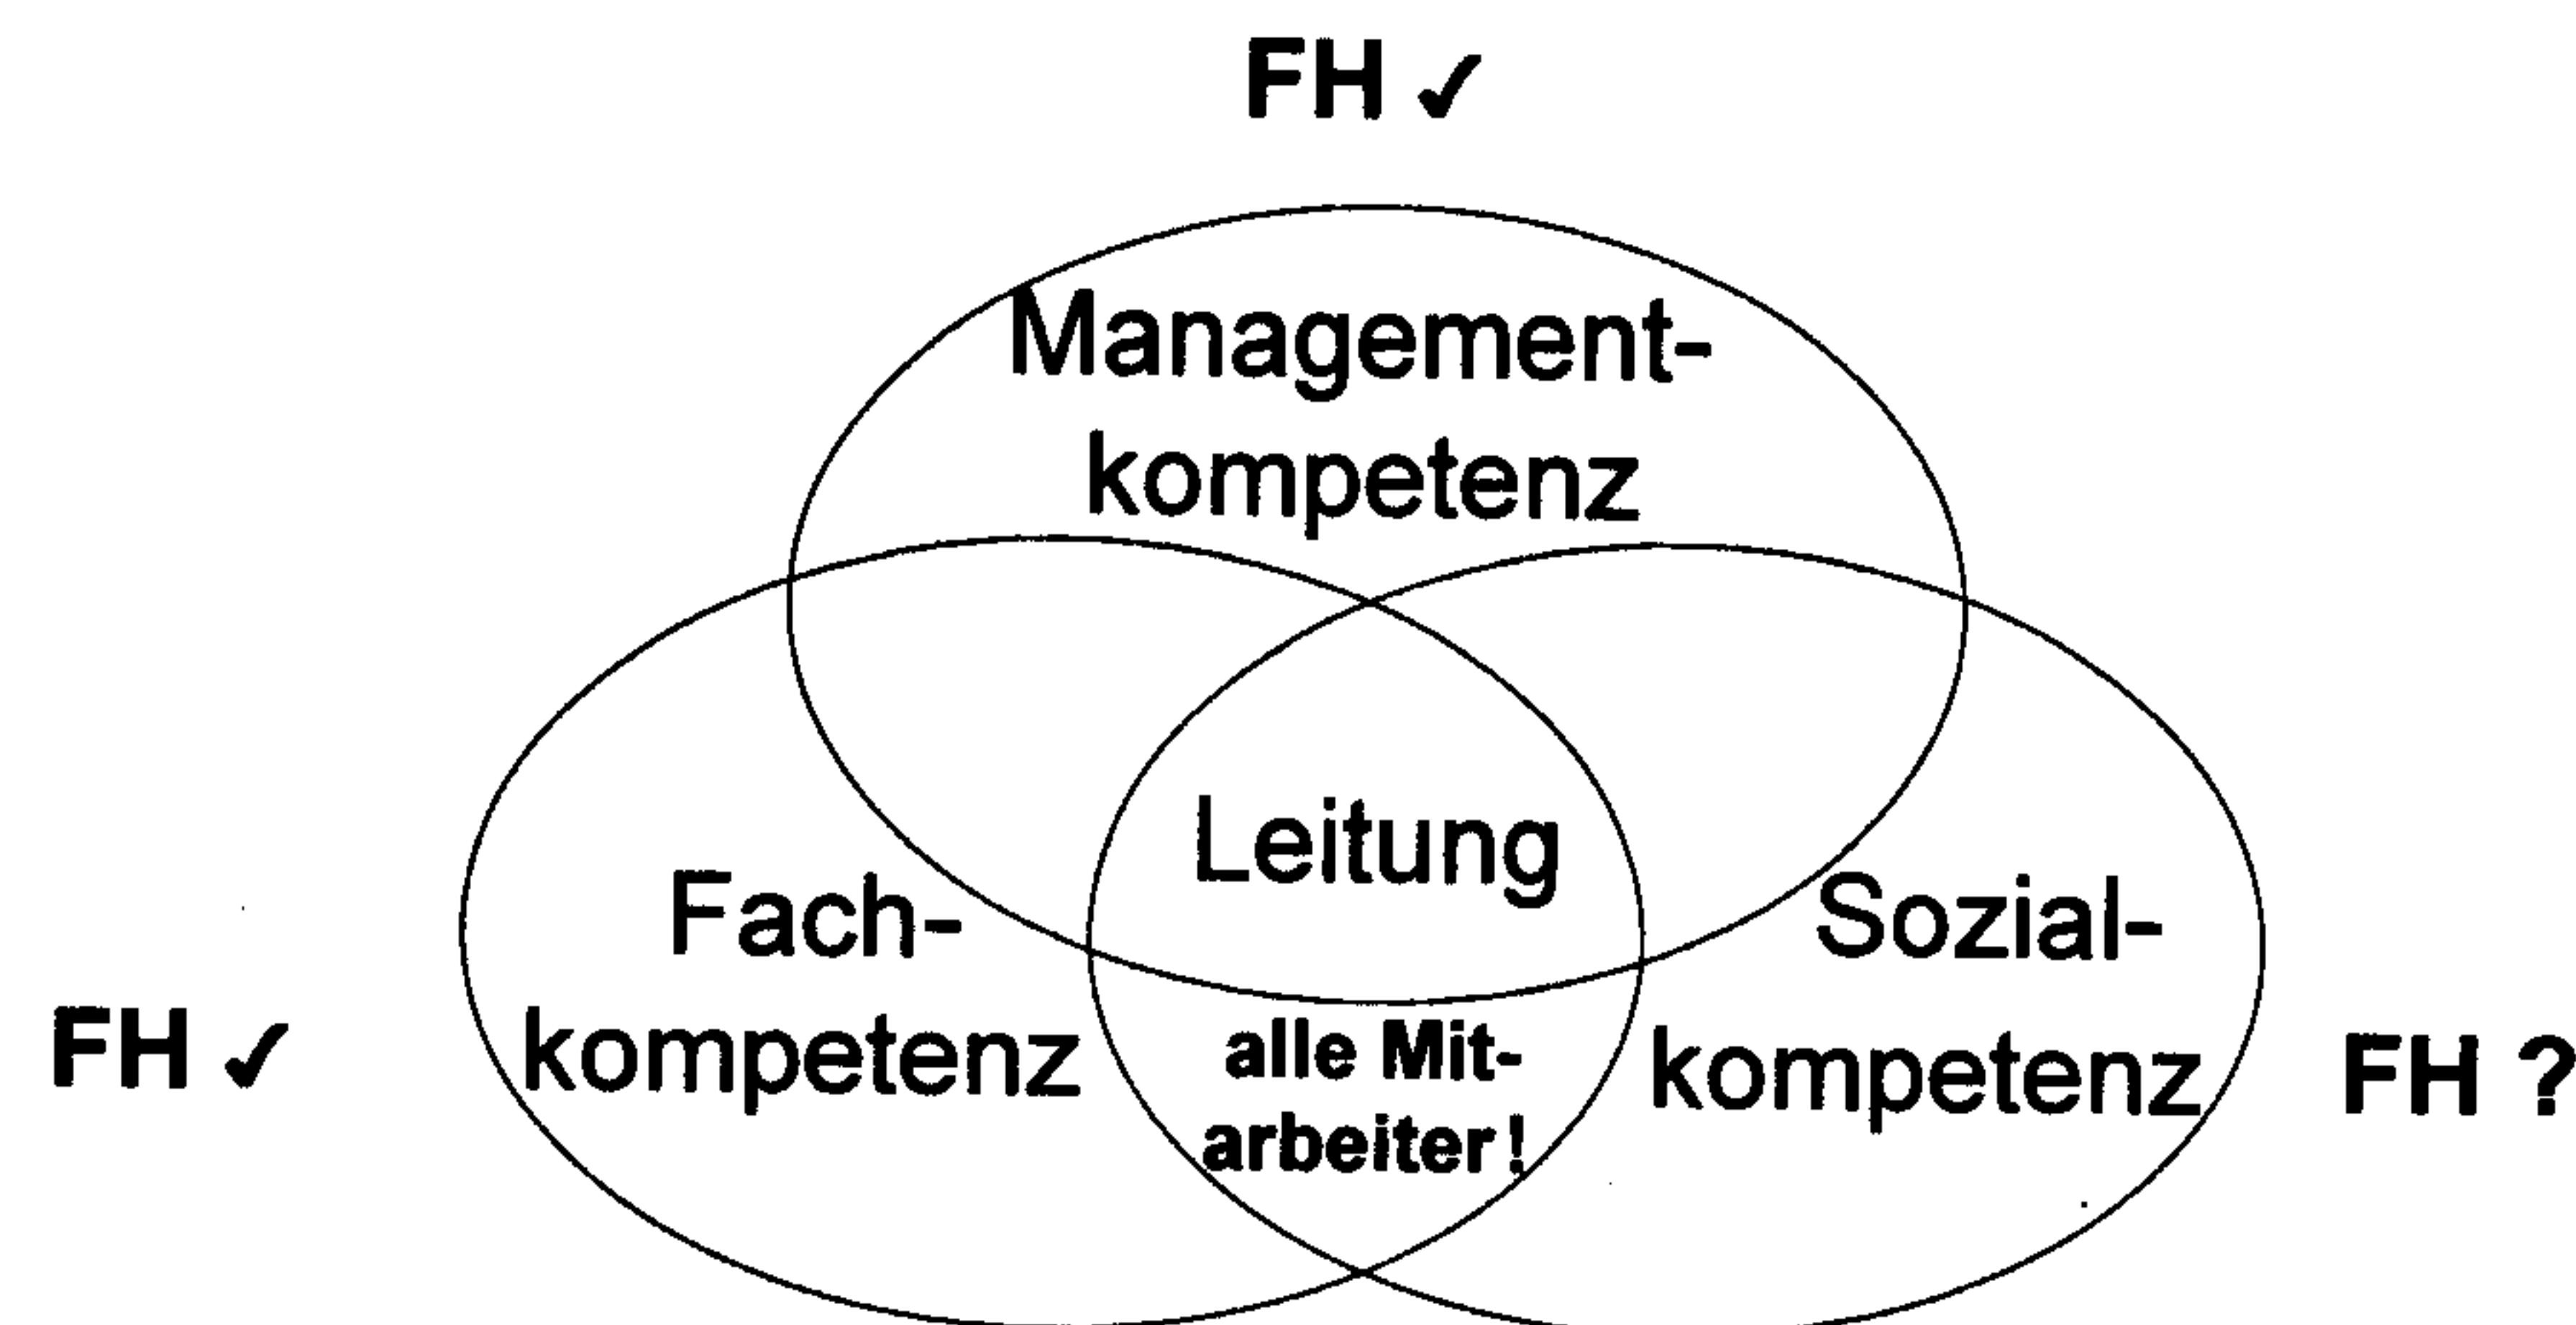 FH ✓
Management-
kompetenz
Leitung
Fach-
kompetenz
FH ✓
alle Mit-
arbeiter!
Sozial-
kompetenz
FH ?